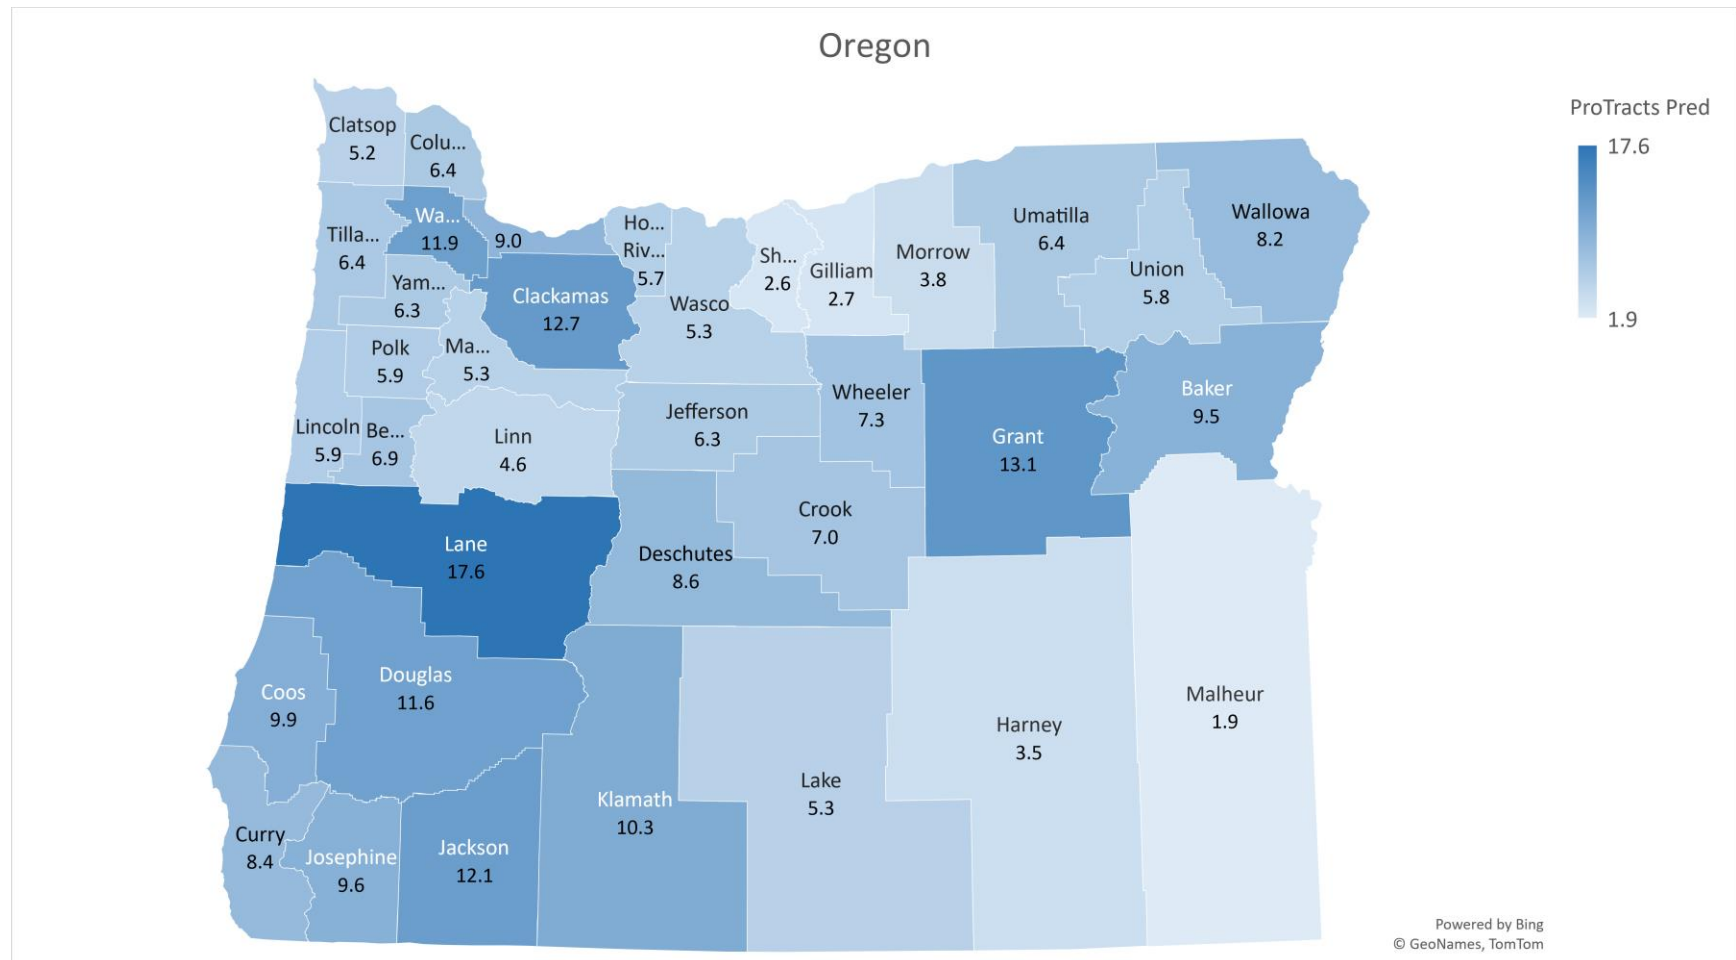 Oregon
ProTracts Pred
17.6
1.9
Clatsop
5.2
Colu...
6.4
Tilla...
6.4
Wa...
11.9
9.0
Yam...
6.3
Clackamas
12.7
Ho...
Riv...
5.7
Wasco
5.3
Sh...
2.6
Gilliam
2.7
Morrow
3.8
Umatilla
6.4
Union
5.8
Wallowa
8.2
Polk
5.9
Ma...
5.3
Lincoln
5.9
Be...
6.9
Linn
4.6
Jefferson
6.3
Wheeler
7.3
Grant
13.1
Baker
9.5
Lane
17.6
Deschutes
8.6
Crook
7.0
Coos
9.9
Douglas
11.6
Curry
8.4
Josephine
9.6
Jackson
12.1
Klamath
10.3
Lake
5.3
Harney
3.5
Malheur
1.9
Powered by Bing
© GeoNames, TomTom